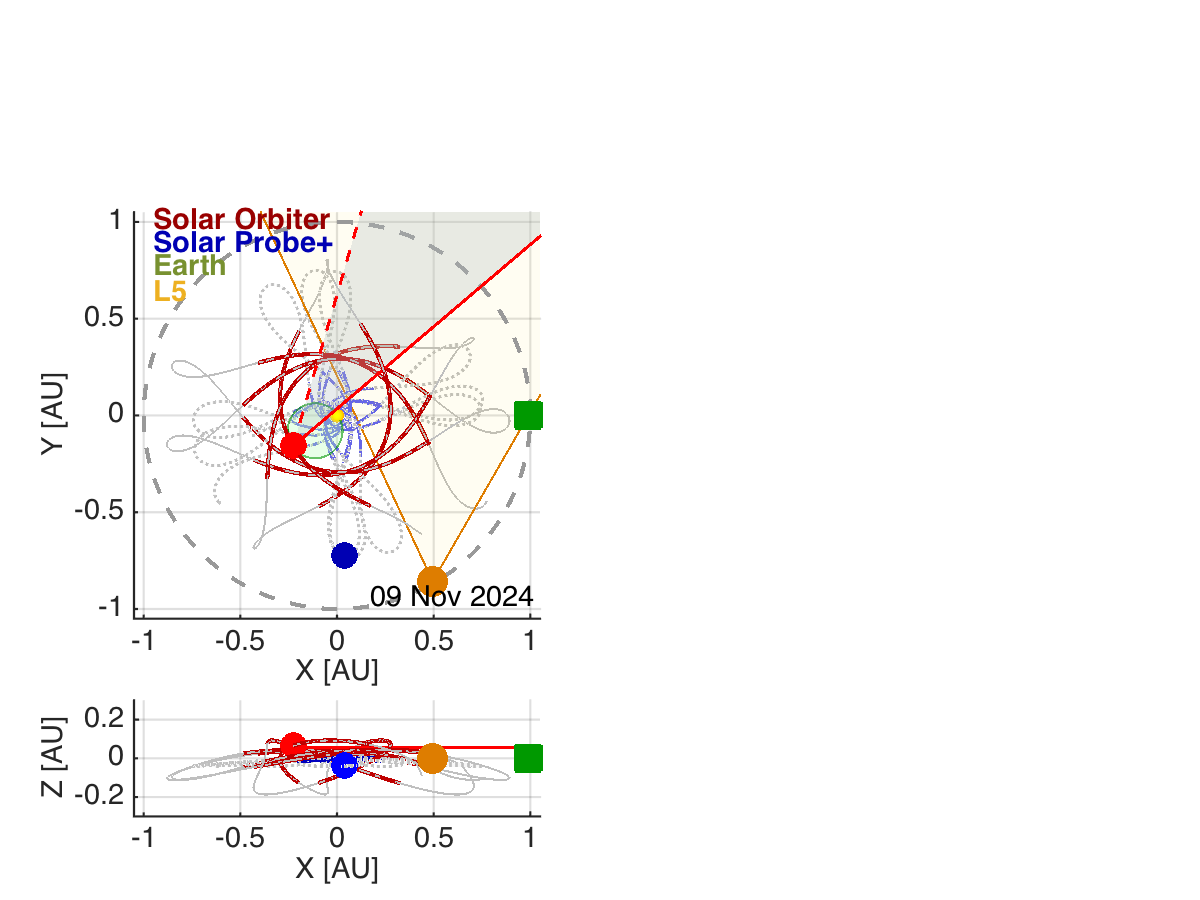 Solar Orbiter
Solar Probe+
Earth
L5
1
0.5
0
-0.5
-1
Y [AU]
09 Nov 2024
-1 -0.5 0 0.5 1
X [AU]
0.2
0
-0.2
Z [AU]
-1 -0.5 0 0.5 1
X [AU]